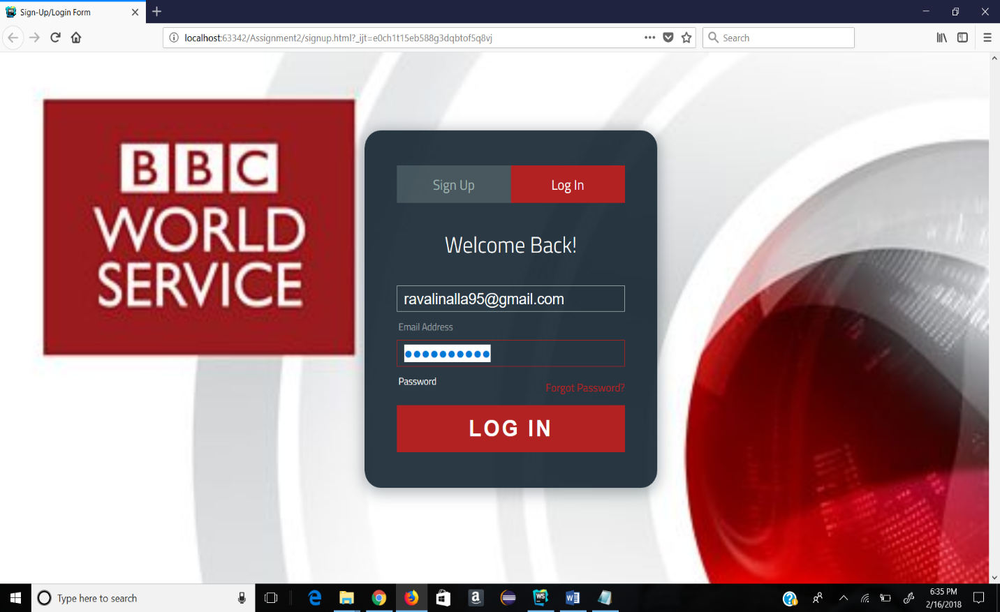 Sign-Up/Login Form
localhost:63342/Assignment2/signup.html?_ijt=e0ch1t15eb588g3dqbtof5q8vj
Search
BBC
WORLD
SERVICE
Sign Up
Log In
Welcome Back!
ravalinalla95@gmail.com
Email Address
Password
Forgot Password?
LOG IN
Type here to search
6:35 PM
2/16/2018